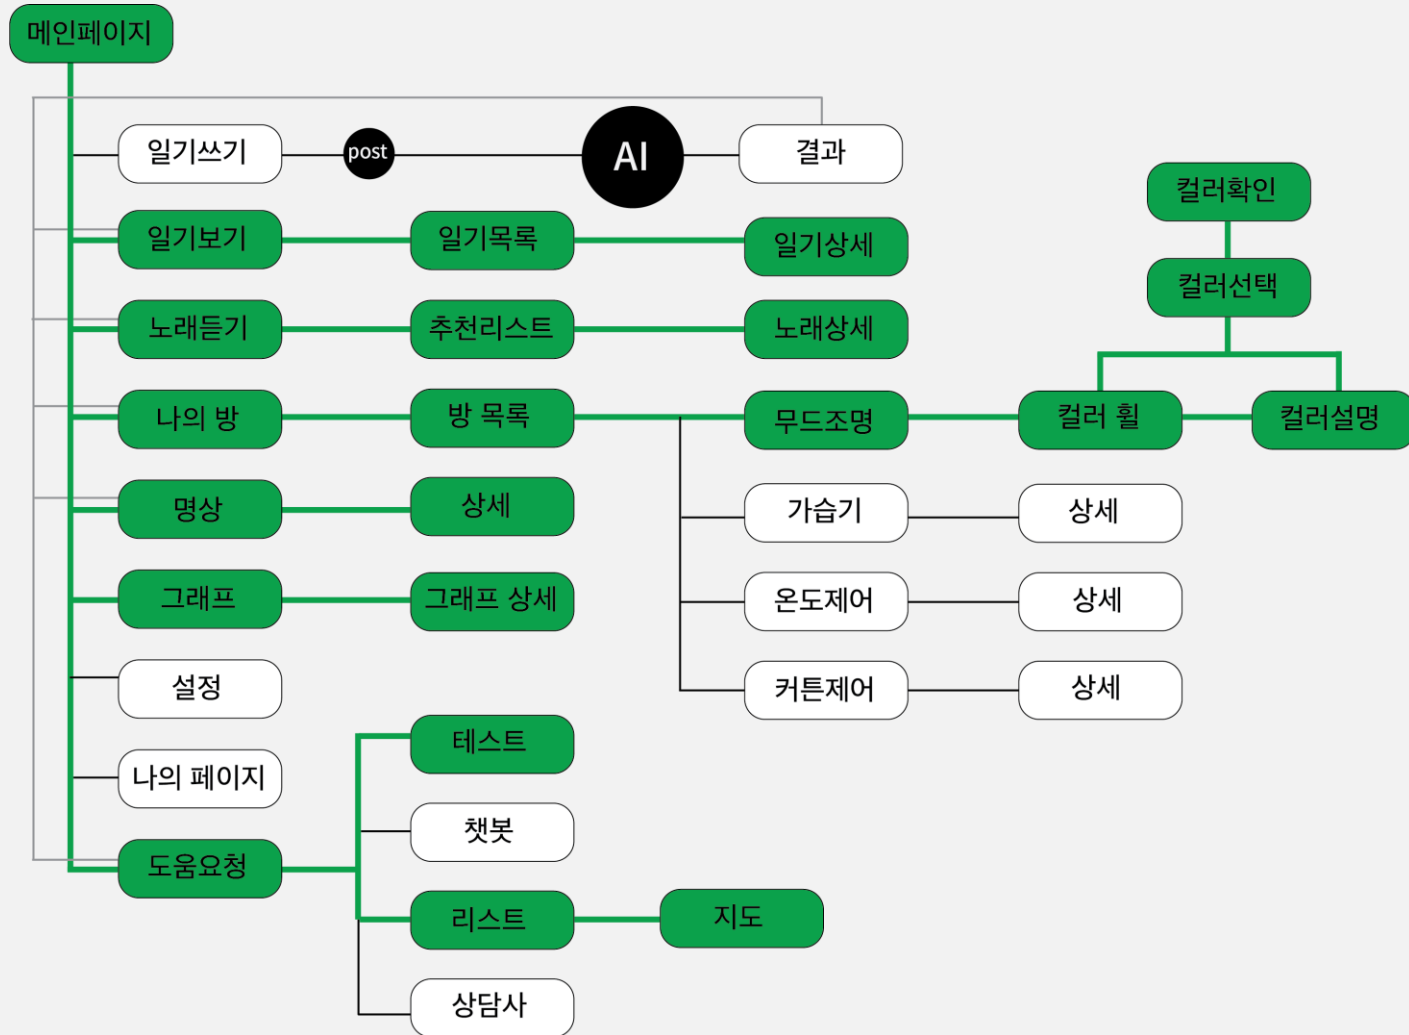 메인페이지
일기쓰기
post
AI
결과
컬러확인
일기보기
일기목록
일기상세
컬러선택
노래듣기
추천리스트
노래상세
나의 방
방 목록
무드조명
컬러 휠
컬러설명
명상
상세
가습기
상세
그래프
그래프 상세
온도제어
상세
설정
커튼제어
상세
테스트
나의 페이지
챗봇
도움요청
리스트
지도
상담사